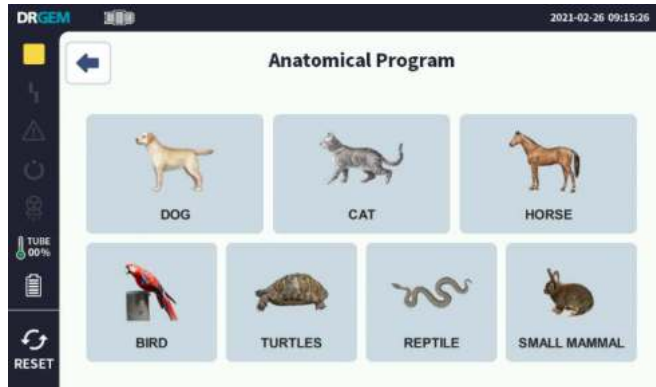 DRGEM
2021-02-26 09:15:26
Anatomical Program
DOG
CAT
HORSE
TUBE
00%
BIRD
TURTLES
REPTILE
SMALL MAMMAL
RESET